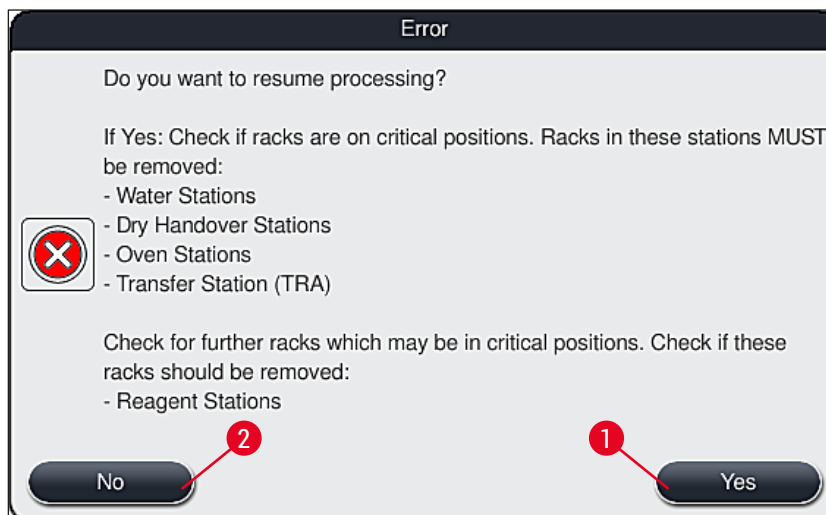 Error
Do you want to resume processing?
If Yes: Check if racks are on critical positions. Racks in these stations MUST
be removed:
- Water Stations
- Dry Handover Stations
- Oven Stations
- Transfer Station (TRA)
Check for further racks which may be in critical positions. Check if these
racks should be removed:
- Reagent Stations
2
1
No
Yes